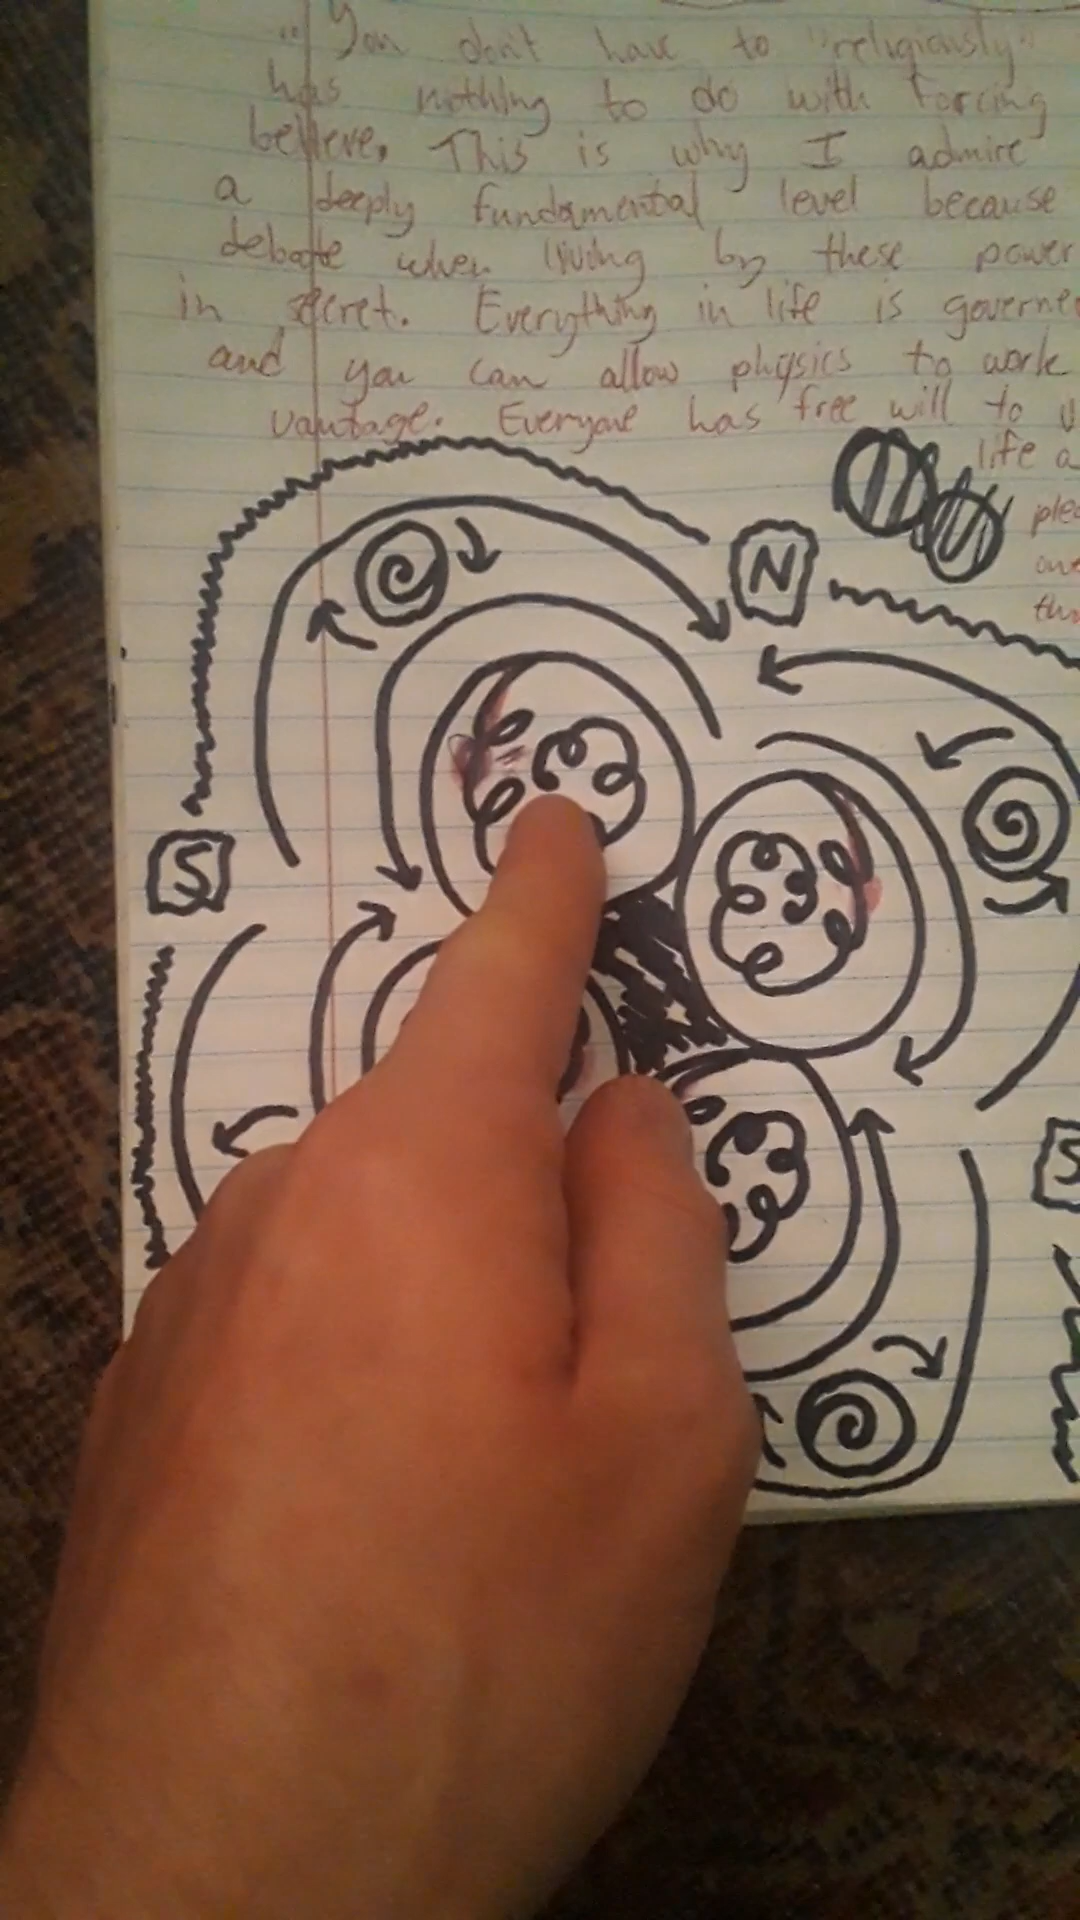 "You don't have to "religiously"
has nothing to do with forcing
believe. This is why I admire
a deeply fundamental level because
debate when living by these power
in secret. Everything in life is governe
and you can allow physics to work
vantage. Everyone has free will to u
life a
plea
N
S
S